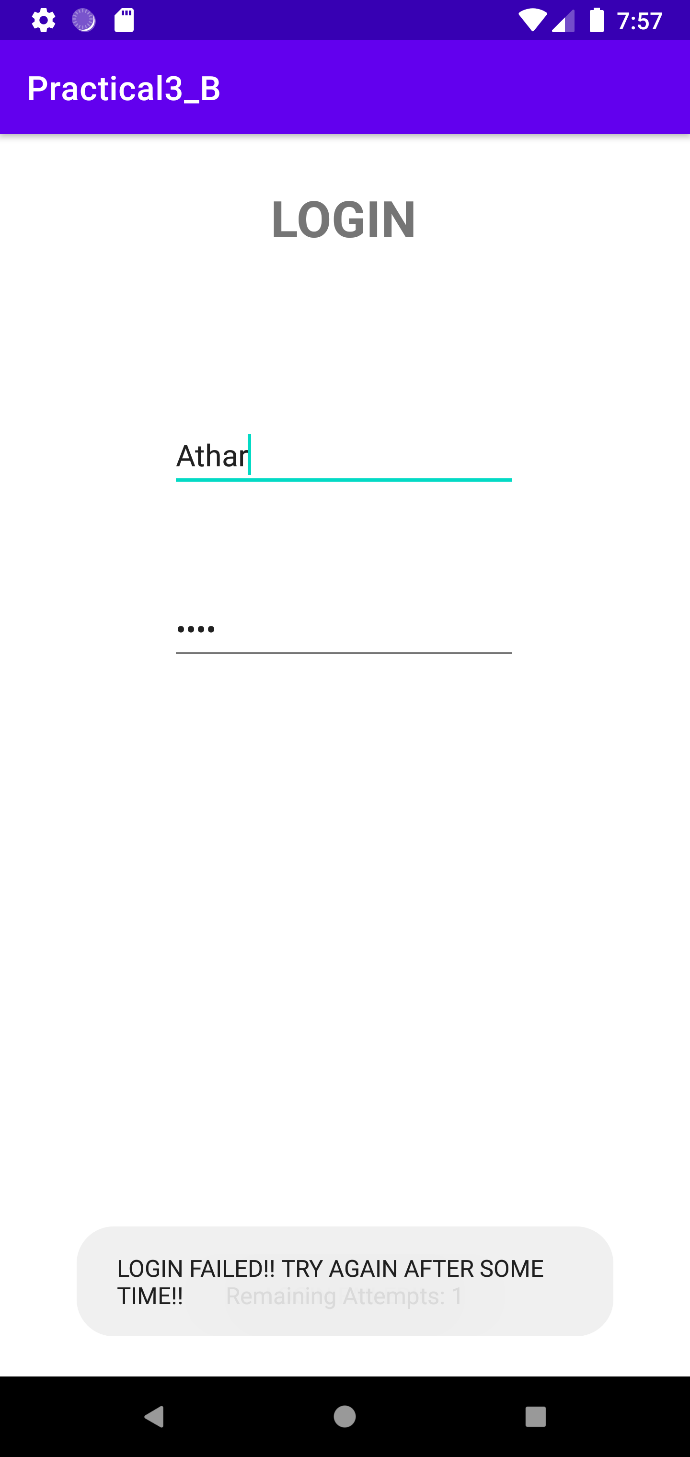 7:57
Practical3_B
LOGIN
Athar
••••
LOGIN FAILED!! TRY AGAIN AFTER SOME
TIME!!
Remaining Attempts: 1